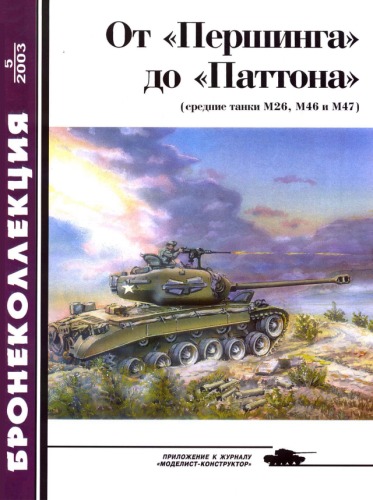 От «Першинга»
до «Паттона»
(средние танки М26, М46 и М47)
5
2003
БРОНЕКОЛЛЕКЦИЯ
ПРИЛОЖЕНИЕ К ЖУРНАЛУ
«МОДЕЛИСТ-КОНСТРУКТОР»